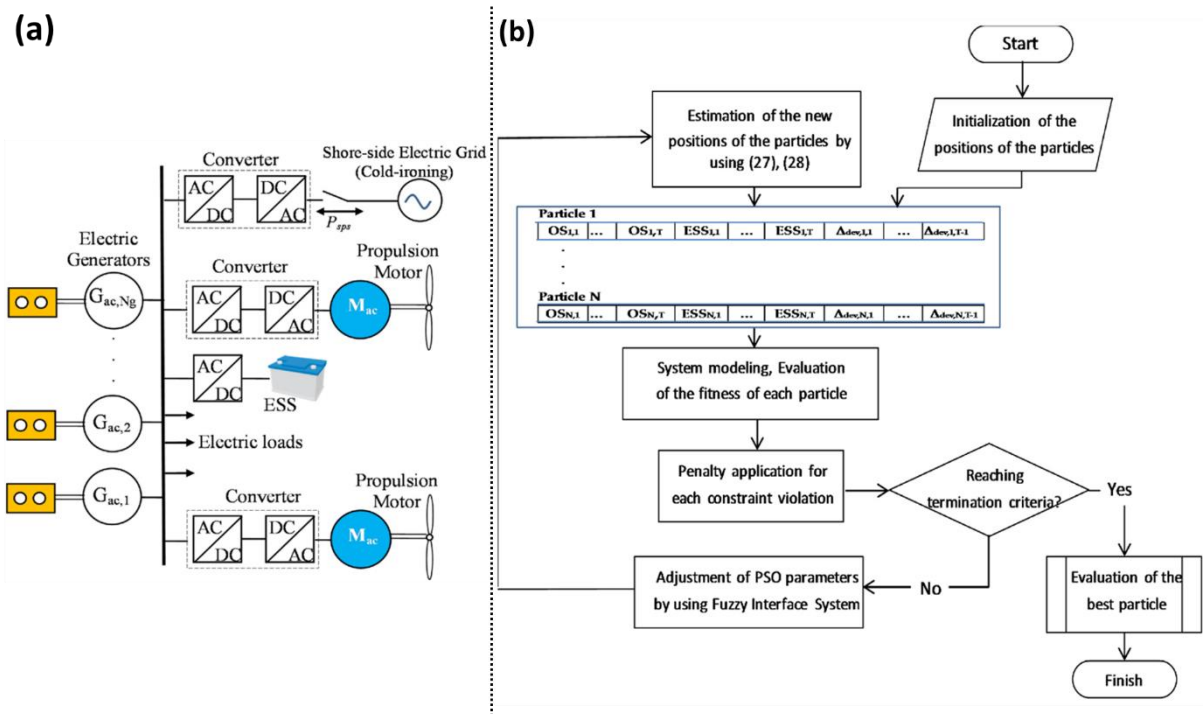 (a)
Converter
AC
DC
DC
AC
Shore-side Electric Grid
(Cold-ironing)
P_sps
Electric
Generators
G_ac,Ng
Converter
AC
DC
DC
AC
Propulsion
Motor
M_ac
.
.
.
AC
DC
ESS
G_ac,2
Electric loads
G_ac,1
Converter
AC
DC
DC
AC
Propulsion
Motor
M_ac
(b)
Start
Initialization of the
positions of the particles
Estimation of the new
positions of the particles by
using (27), (28)
Particle 1
OS1,1 ... OS1,T ESS1,1 ... ESS1,T Δdev,1,1 ... Δdev,1,T-1
.
.
.
Particle N
OSN,1 ... OSN,T ESSN,1 ... ESSN,T Δdev,N,1 ... Δdev,N,T-1
System modeling, Evaluation
of the fitness of each particle
Penalty application for
each constraint violation
Reaching
termination criteria?
Yes
No
Adjustment of PSO parameters
by using Fuzzy Interface System
Evaluation of the
best particle
Finish